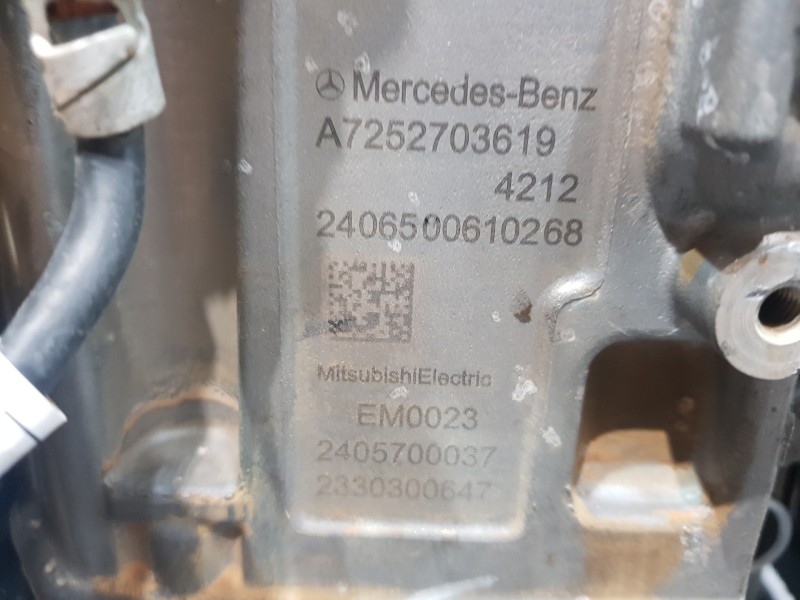 Mercedes-Benz
A7252703619
4212
2406500610268
MitsubishiElectric
EM0023
2405700037
2330300647